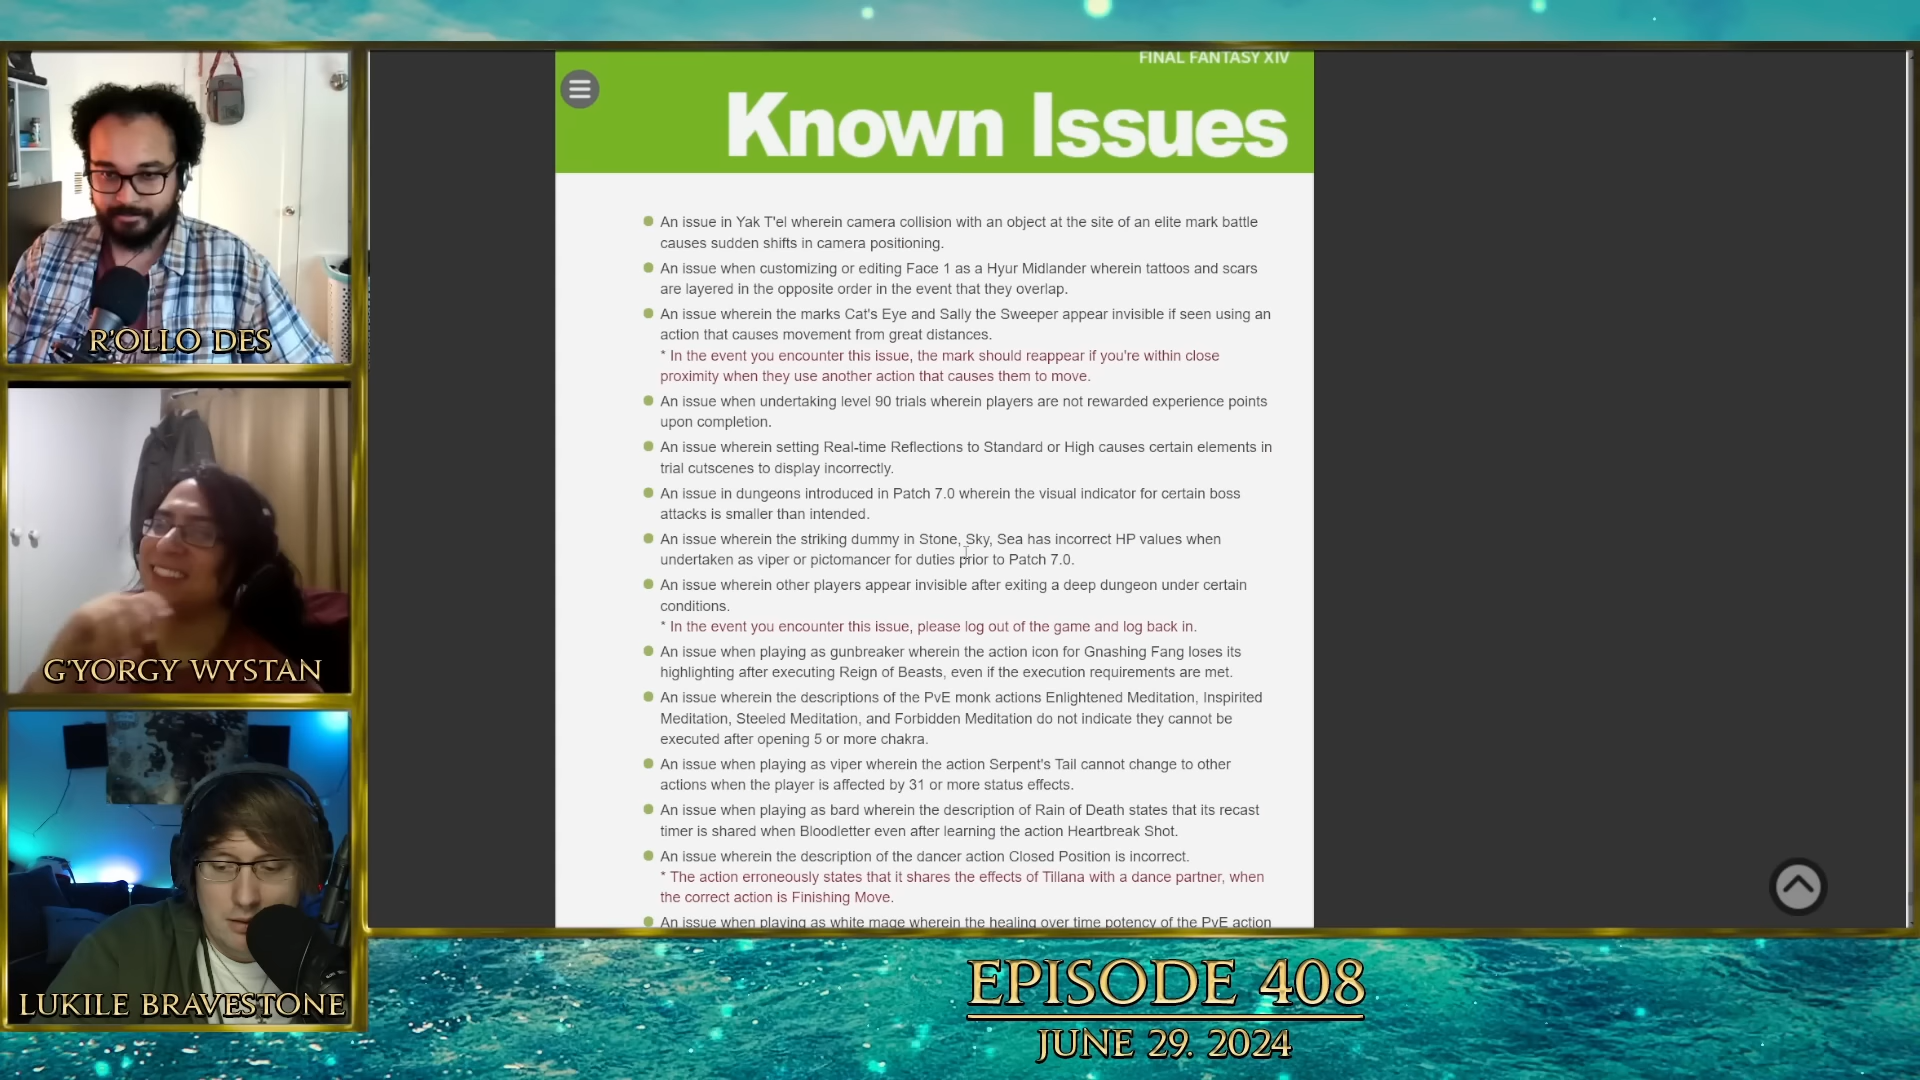 FINAL FANTASY XIV
Known Issues
An issue in Yak T'el wherein camera collision with an object at the site of an elite mark battle
causes sudden shifts in camera positioning.
An issue when customizing or editing Face 1 as a Hyur Midlander wherein tattoos and scars
are layered in the opposite order in the event that they overlap.
An issue wherein the marks Cat's Eye and Sally the Sweeper appear invisible if seen using an
action that causes movement from great distances.
* In the event you encounter this issue, the mark should reappear if you're within close
proximity when they use another action that causes them to move.
An issue when undertaking level 90 trials wherein players are not rewarded experience points
upon completion.
An issue wherein setting Real-time Reflections to Standard or High causes certain elements in
trial cutscenes to display incorrectly.
An issue in dungeons introduced in Patch 7.0 wherein the visual indicator for certain boss
attacks is smaller than intended.
An issue wherein the striking dummy in Stone, Sky, Sea has incorrect HP values when
undertaken as viper or pictomancer for duties prior to Patch 7.0.
An issue wherein other players appear invisible after exiting a deep dungeon under certain
conditions.
* In the event you encounter this issue, please log out of the game and log back in.
An issue when playing as gunbreaker wherein the action icon for Gnashing Fang loses its
highlighting after executing Reign of Beasts, even if the execution requirements are met.
An issue wherein the descriptions of the PvE monk actions Enlightened Meditation, Inspirited
Meditation, Steeled Meditation, and Forbidden Meditation do not indicate they cannot be
executed after opening 5 or more chakra.
An issue when playing as viper wherein the action Serpent's Tail cannot change to other
actions when the player is affected by 31 or more status effects.
An issue when playing as bard wherein the description of Rain of Death states that its recast
timer is shared when Bloodletter even after learning the action Heartbreak Shot.
An issue wherein the description of the dancer action Closed Position is incorrect.
* The action erroneously states that it shares the effects of Tillana with a dance partner, when
the correct action is Finishing Move.
An issue when playing as white mage wherein the healing over time potency of the PvE action
R'OLLO DES
G'YORGY WYSTAN
LUKILE BRAVESTONE
EPISODE 408
JUNE 29. 2024